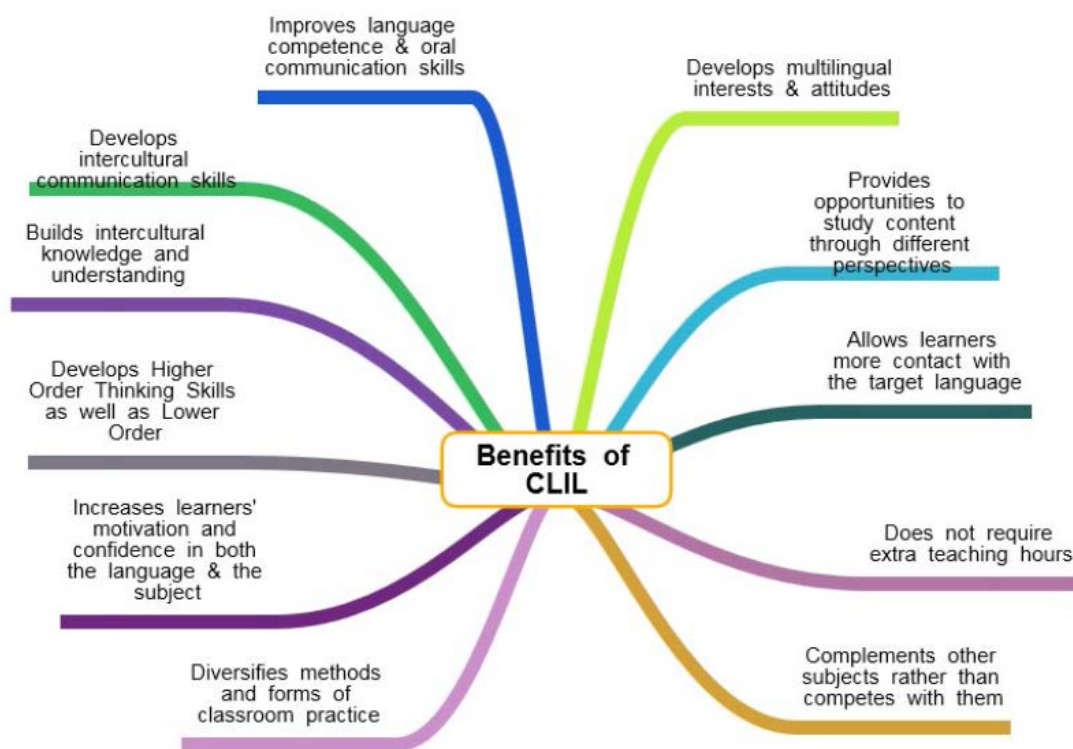 Improves language
competence & oral
communication skills
Develops multilingual
interests & attitudes
Develops
intercultural
communication skills
Provides
opportunities to
study content
through different
perspectives
Builds intercultural
knowledge and
understanding
Allows learners
more contact with
the target language
Develops Higher
Order Thinking Skills
as well as Lower
Order
Benefits of
CLIL
Increases learners'
motivation and
confidence in both
the language & the
subject
Does not require
extra teaching hours
Diversifies methods
and forms of
classroom practice
Complements other
subjects rather than
competes with them